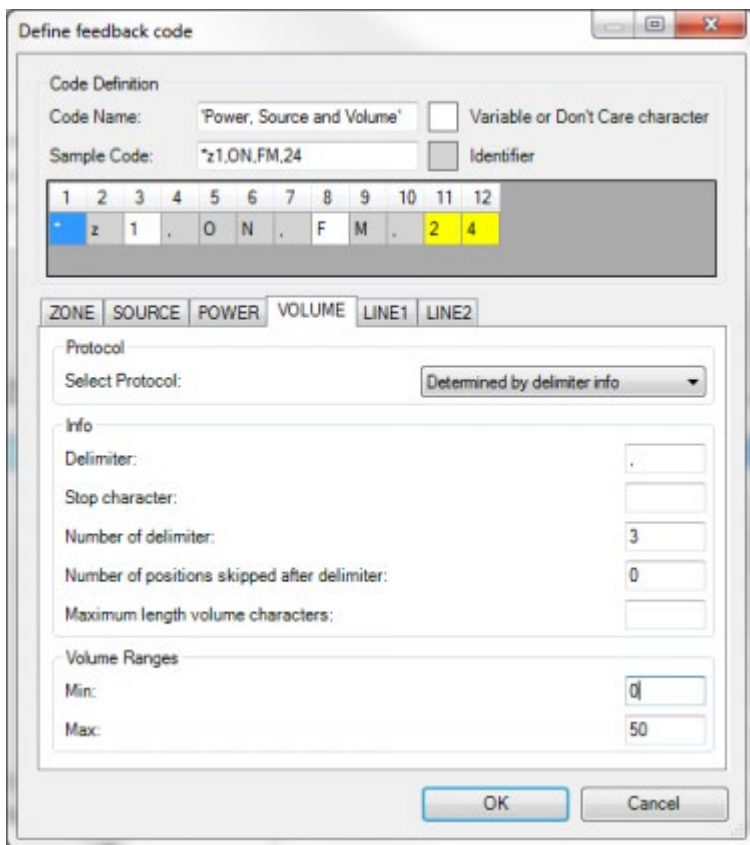 Define feedback code
Code Definition
Code Name: 'Power, Source and Volume' Variable or Don't Care character
Sample Code: *z1,ON,FM,24 Identifier
1 2 3 4 5 6 7 8 9 10 11 12
* z 1 , O N , F M , 2 4
ZONE SOURCE POWER VOLUME LINE1 LINE2
Protocol
Select Protocol: Determined by delimiter info
Info
Delimiter: ,
Stop character:
Number of delimiter: 3
Number of positions skipped after delimiter: 0
Maximum length volume characters:
Volume Ranges
Min: 0
Max: 50
OK Cancel